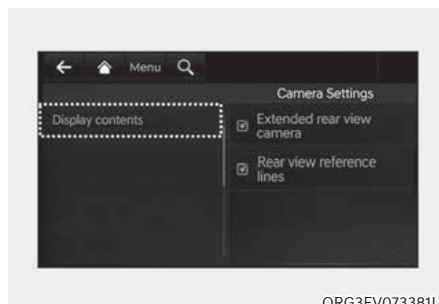 Menu
Camera Settings
Display contents
Extended rear view
camera
Rear view reference
lines
ORG3EV073381L